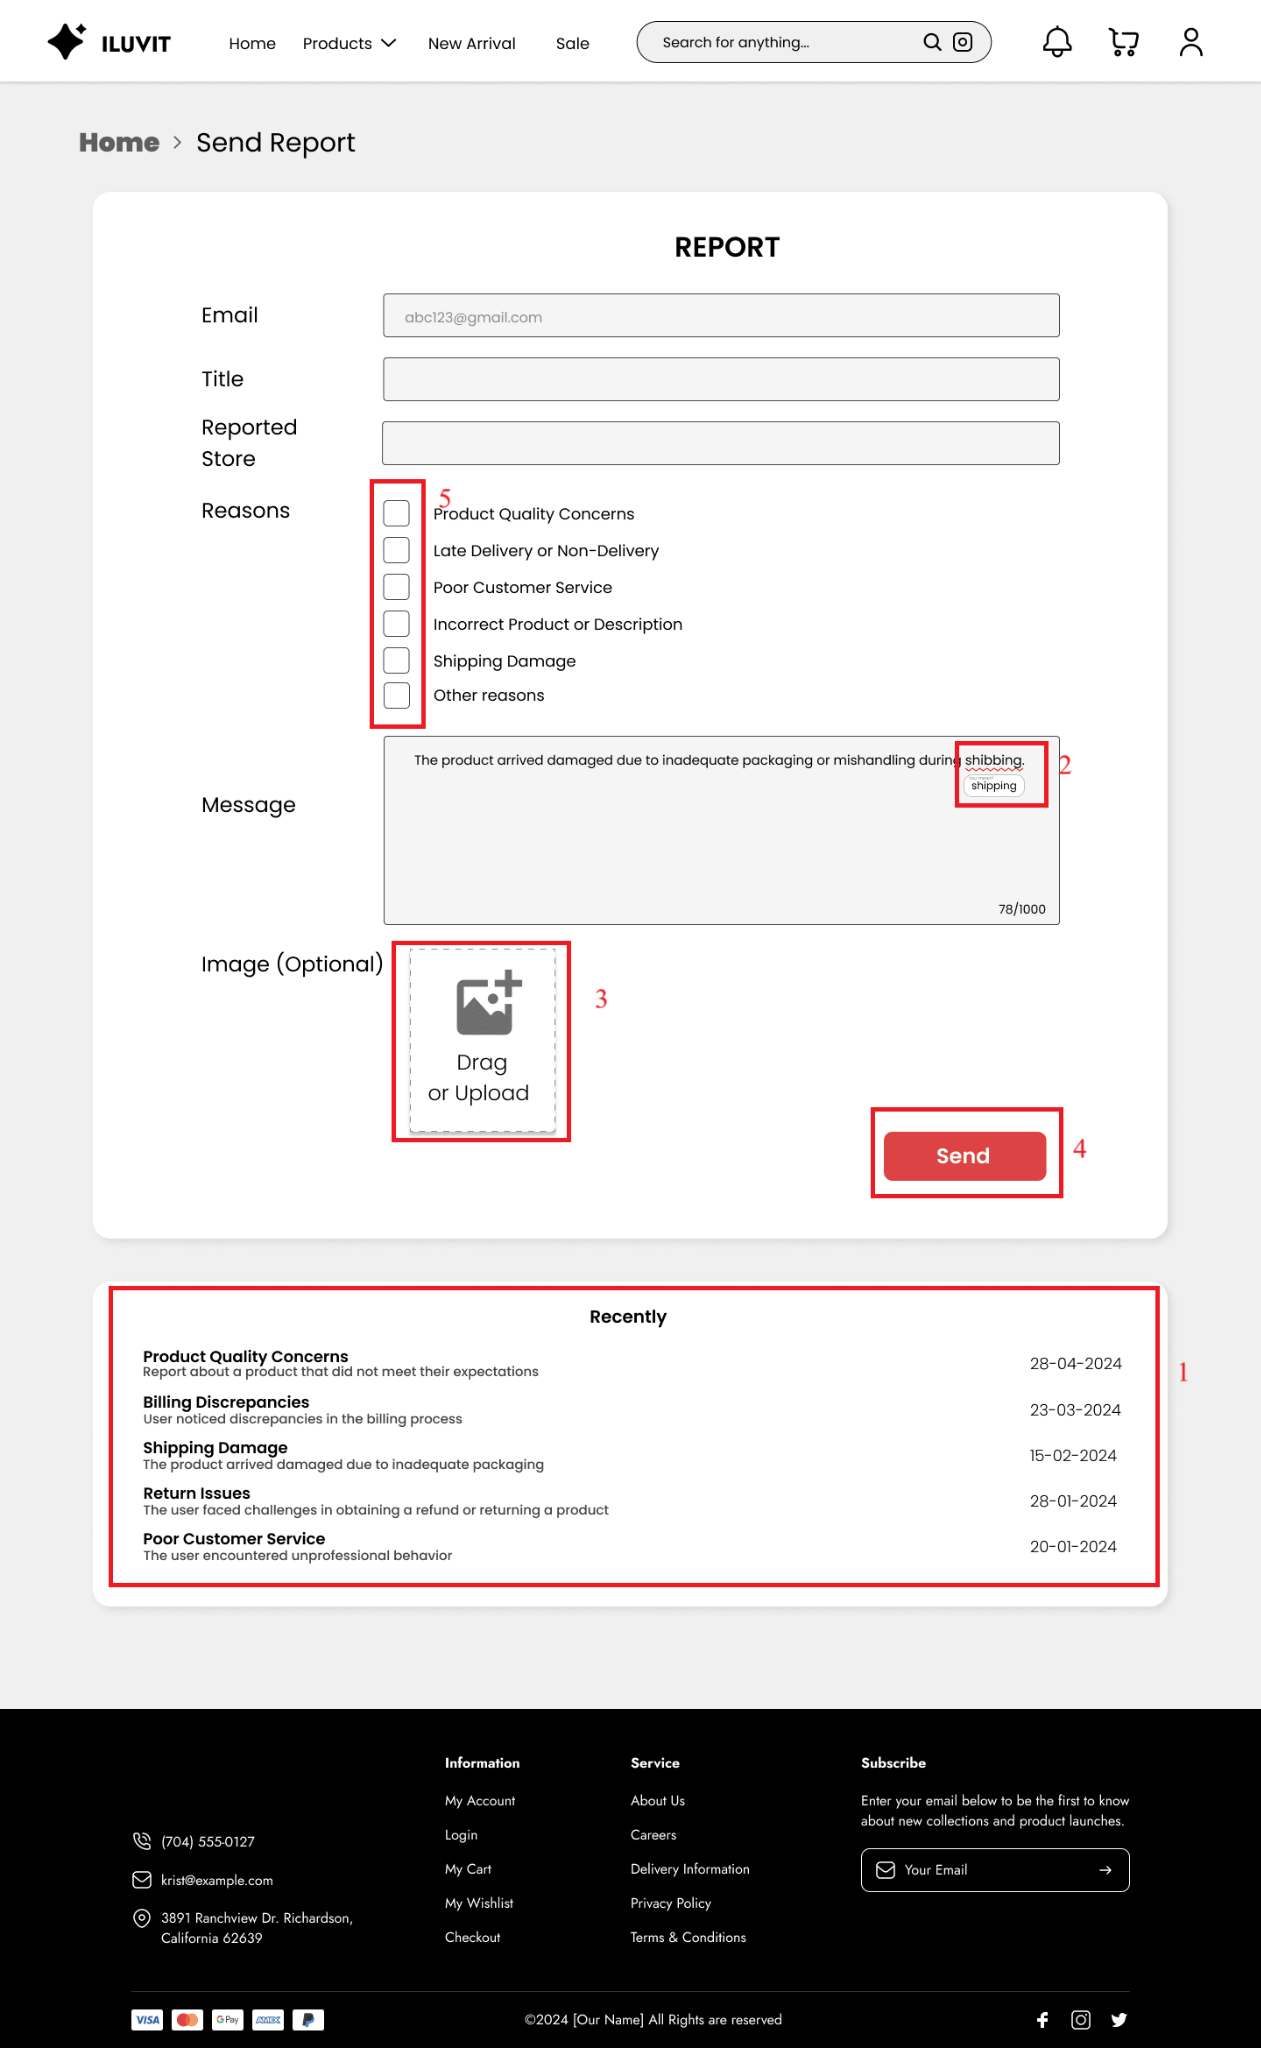 ILUVIT
Home Products New Arrival Sale Search for anything...
Home > Send Report
REPORT
Email abc123@gmail.com
Title
Reported
Store
Reasons
5
Product Quality Concerns
Late Delivery or Non-Delivery
Poor Customer Service
Incorrect Product or Description
Shipping Damage
Other reasons
Message
The product arrived damaged due to inadequate packaging or mishandling during shibbing.
2
You mean?
shipping
78/1000
Image (Optional)
Drag
or Upload
3
Send
4
Recently
1
Product Quality Concerns
Report about a product that did not meet their expectations
28-04-2024
Billing Discrepancies
User noticed discrepancies in the billing process
23-03-2024
Shipping Damage
The product arrived damaged due to inadequate packaging
15-02-2024
Return Issues
The user faced challenges in obtaining a refund or returning a product
28-01-2024
Poor Customer Service
The user encountered unprofessional behavior
20-01-2024
(704) 555-0127
krist@example.com
3891 Ranchview Dr. Richardson,
California 62639
Information
My Account
Login
My Cart
My Wishlist
Checkout
Service
About Us
Careers
Delivery Information
Privacy Policy
Terms & Conditions
Subscribe
Enter your email below to be the first to know
about new collections and product launches.
Your Email
VISA G Pay AMEX
©2024 [Our Name] All Rights are reserved